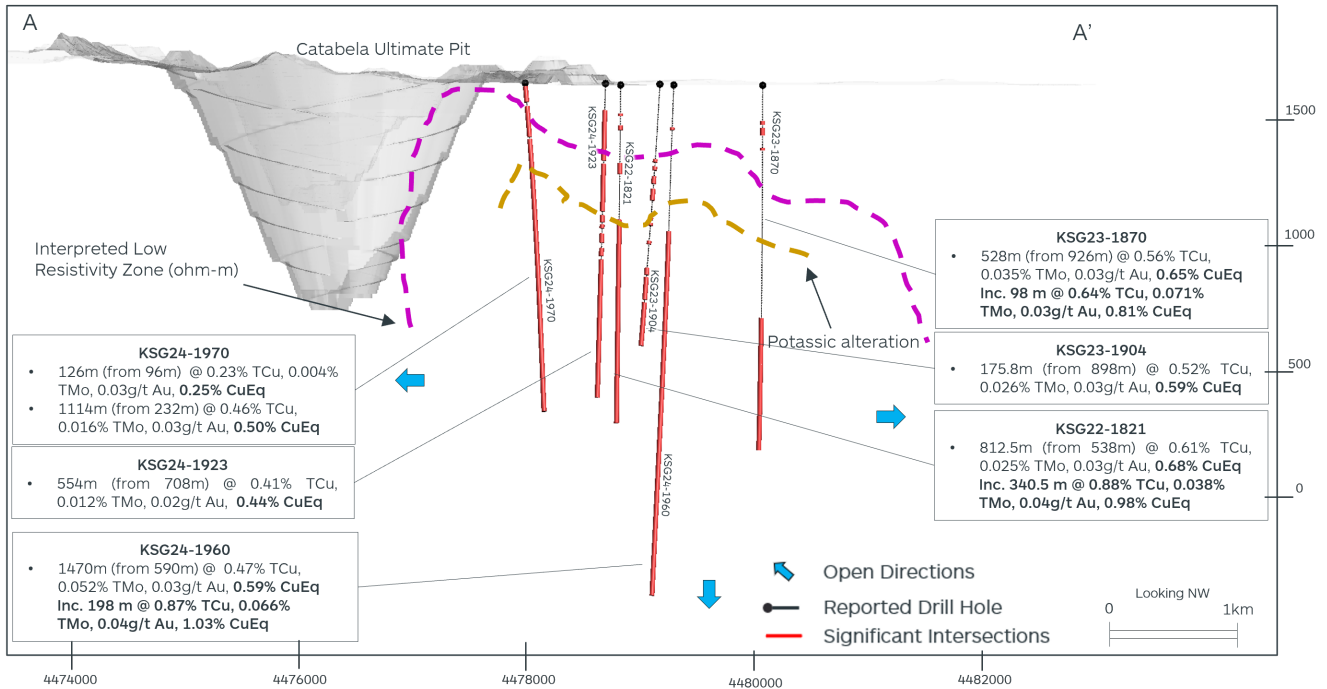 A
A'
Catabela Ultimate Pit
1500
1000
500
0
KSG24-1970
KSG24-1923
KSG22-1821
KSG23-1904
KSG24-1960
KSG23-1870
Interpreted Low
Resistivity Zone (ohm-m)
Potassic alteration
KSG24-1970
• 126m (from 96m) @ 0.23% TCu, 0.004%
TMo, 0.03g/t Au, 0.25% CuEq
• 1114m (from 232m) @ 0.46% TCu,
0.016% TMo, 0.03g/t Au, 0.50% CuEq
KSG24-1923
• 554m (from 708m) @ 0.41% TCu,
0.012% TMo, 0.02g/t Au, 0.44% CuEq
KSG24-1960
• 1470m (from 590m) @ 0.47% TCu,
0.052% TMo, 0.03g/t Au, 0.59% CuEq
Inc. 198 m @ 0.87% TCu, 0.066%
TMo, 0.04g/t Au, 1.03% CuEq
KSG23-1870
• 528m (from 926m) @ 0.56% TCu,
0.035% TMo, 0.03g/t Au, 0.65% CuEq
Inc. 98 m @ 0.64% TCu, 0.071%
TMo, 0.03g/t Au, 0.81% CuEq
KSG23-1904
• 175.8m (from 898m) @ 0.52% TCu,
0.026% TMo, 0.03g/t Au, 0.59% CuEq
KSG22-1821
• 812.5m (from 538m) @ 0.61% TCu,
0.025% TMo, 0.03g/t Au, 0.68% CuEq
Inc. 340.5 m @ 0.88% TCu, 0.038%
TMo, 0.04g/t Au, 0.98% CuEq
Open Directions
Reported Drill Hole
Significant Intersections
Looking NW
0 1km
4474000 4476000 4478000 4480000 4482000